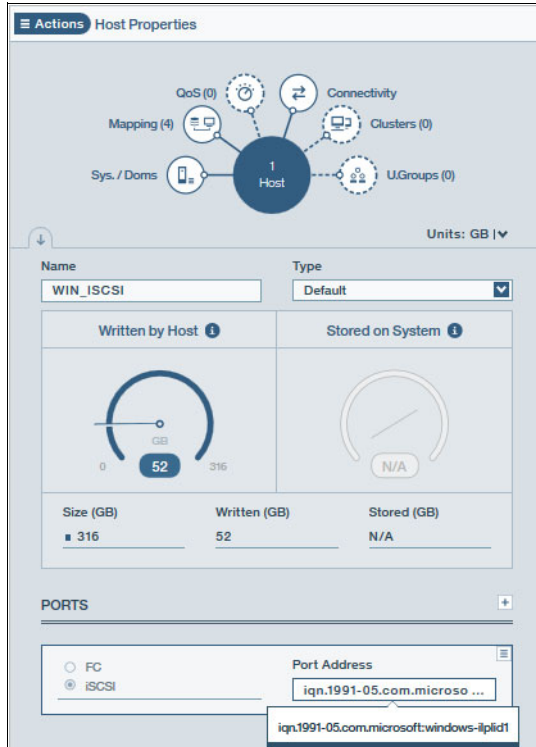 Actions Host Properties
QoS (0) Connectivity
Mapping (4) Clusters (0)
Sys. / Doms 1 U.Groups (0)
Host
Units: GB |
Name Type
WIN_ISCSI Default
Written by Host Stored on System
GB
0 52 316 N/A
Size (GB) Written (GB) Stored (GB)
316 52 N/A
PORTS +
FC Port Address
iSCSI iqn.1991-05.com.microso ...
iqn.1991-05.com.microsoft:windows-ilplid1